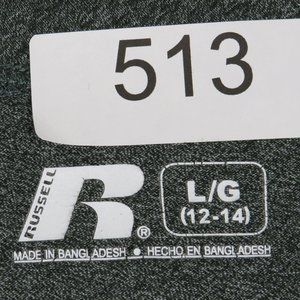 513
RUSSELL
R®
L/G
(12-14)
MADE IN BANGLADESH • HECHO EN BANGLADESH